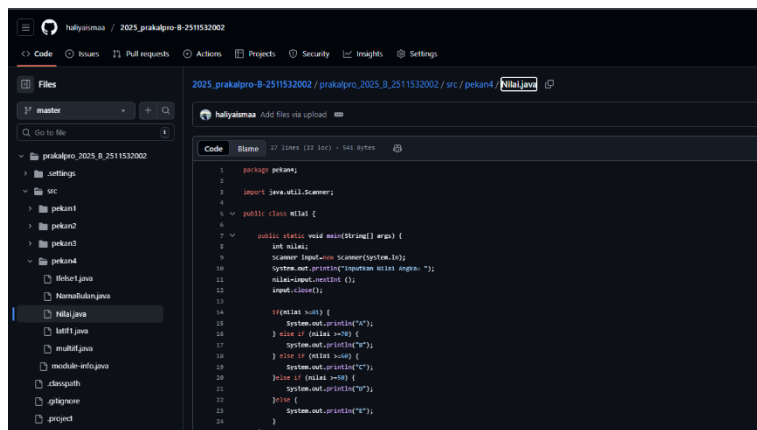 haliyaismaa / 2025_prakalpro-B-2511532002
Code Issues Pull requests Actions Projects Security Insights Settings
Files
master
Go to file t
prakalpro_2025_B_2511532002
.settings
src
pekan1
pekan2
pekan3
pekan4
Ifelse1.java
NamaBulan.java
Nilai.java
latif1.java
multiIf.java
module-info.java
.classpath
.gitignore
.project
2025_prakalpro-B-2511532002 / prakalpro_2025_B_2511532002 / src / pekan4 / Nilai.java
haliyaismaa Add files via upload
Code Blame 27 lines (22 loc) · 541 Bytes
1 package pekan4;
2
3 import java.util.Scanner;
4
5 public class Nilai {
6
7 public static void main(String[] args) {
8 int nilai;
9 Scanner input=new Scanner(System.in);
10 System.out.println("Inputkan Nilai Angka: ");
11 nilai=input.nextInt ();
12 input.close();
13
14 if(nilai >=81) {
15 System.out.println("A");
16 } else if (nilai >=70) {
17 System.out.println("B");
18 } else if (nilai >=60) {
19 System.out.println("C");
20 }else if (nilai >=50) {
21 System.out.println("D");
22 }else {
23 System.out.println("E");
24 }